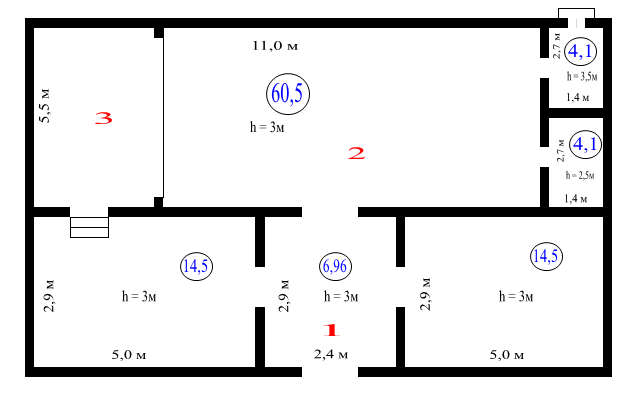 11,0 м
2,7 м
4,1
h = 3,5м
1,4 м
5,5 м
60,5
h = 3м
3
2
2,7 м
4,1
h = 2,5м
1,4 м
14,5
2,9 м
h = 3м
5,0 м
6,96
2,9 м
h = 3м
1
2,4 м
14,5
2,9 м
h = 3м
5,0 м